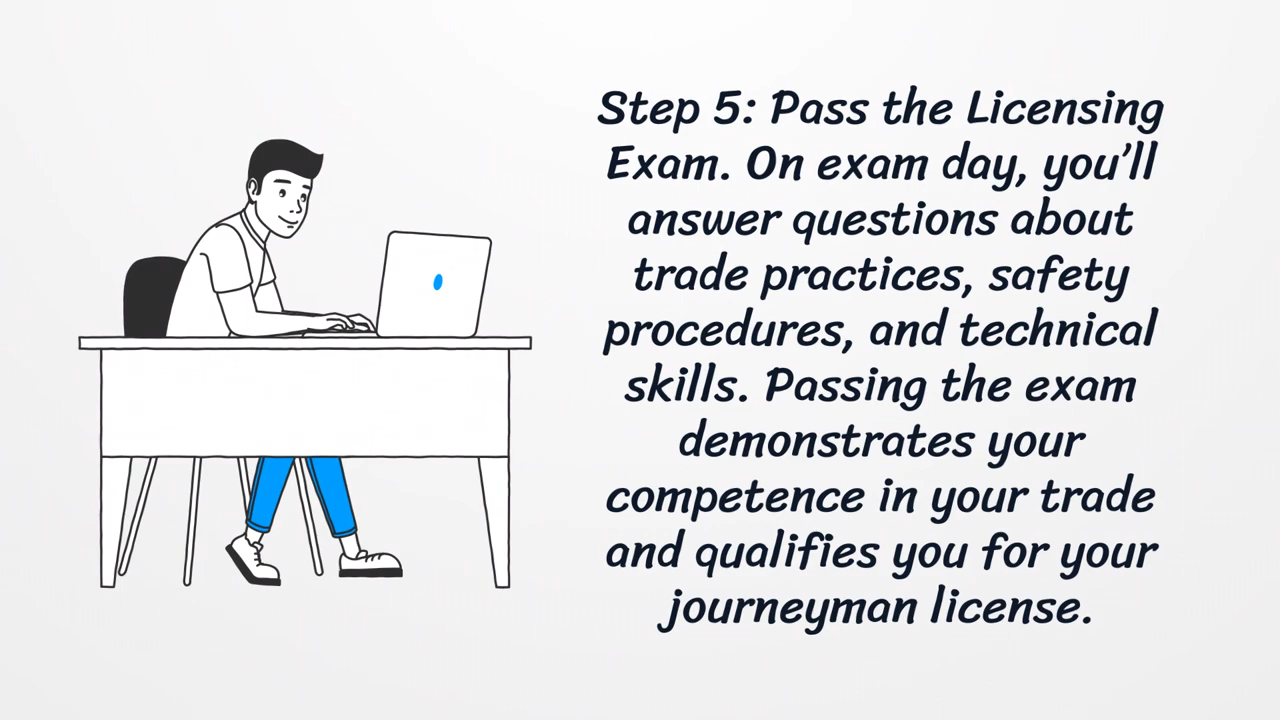 Step 5: Pass the Licensing
Exam. On exam day, you’ll
answer questions about
trade practices, safety
procedures, and technical
skills. Passing the exam
demonstrates your
competence in your trade
and qualifies you for your
journeyman license.